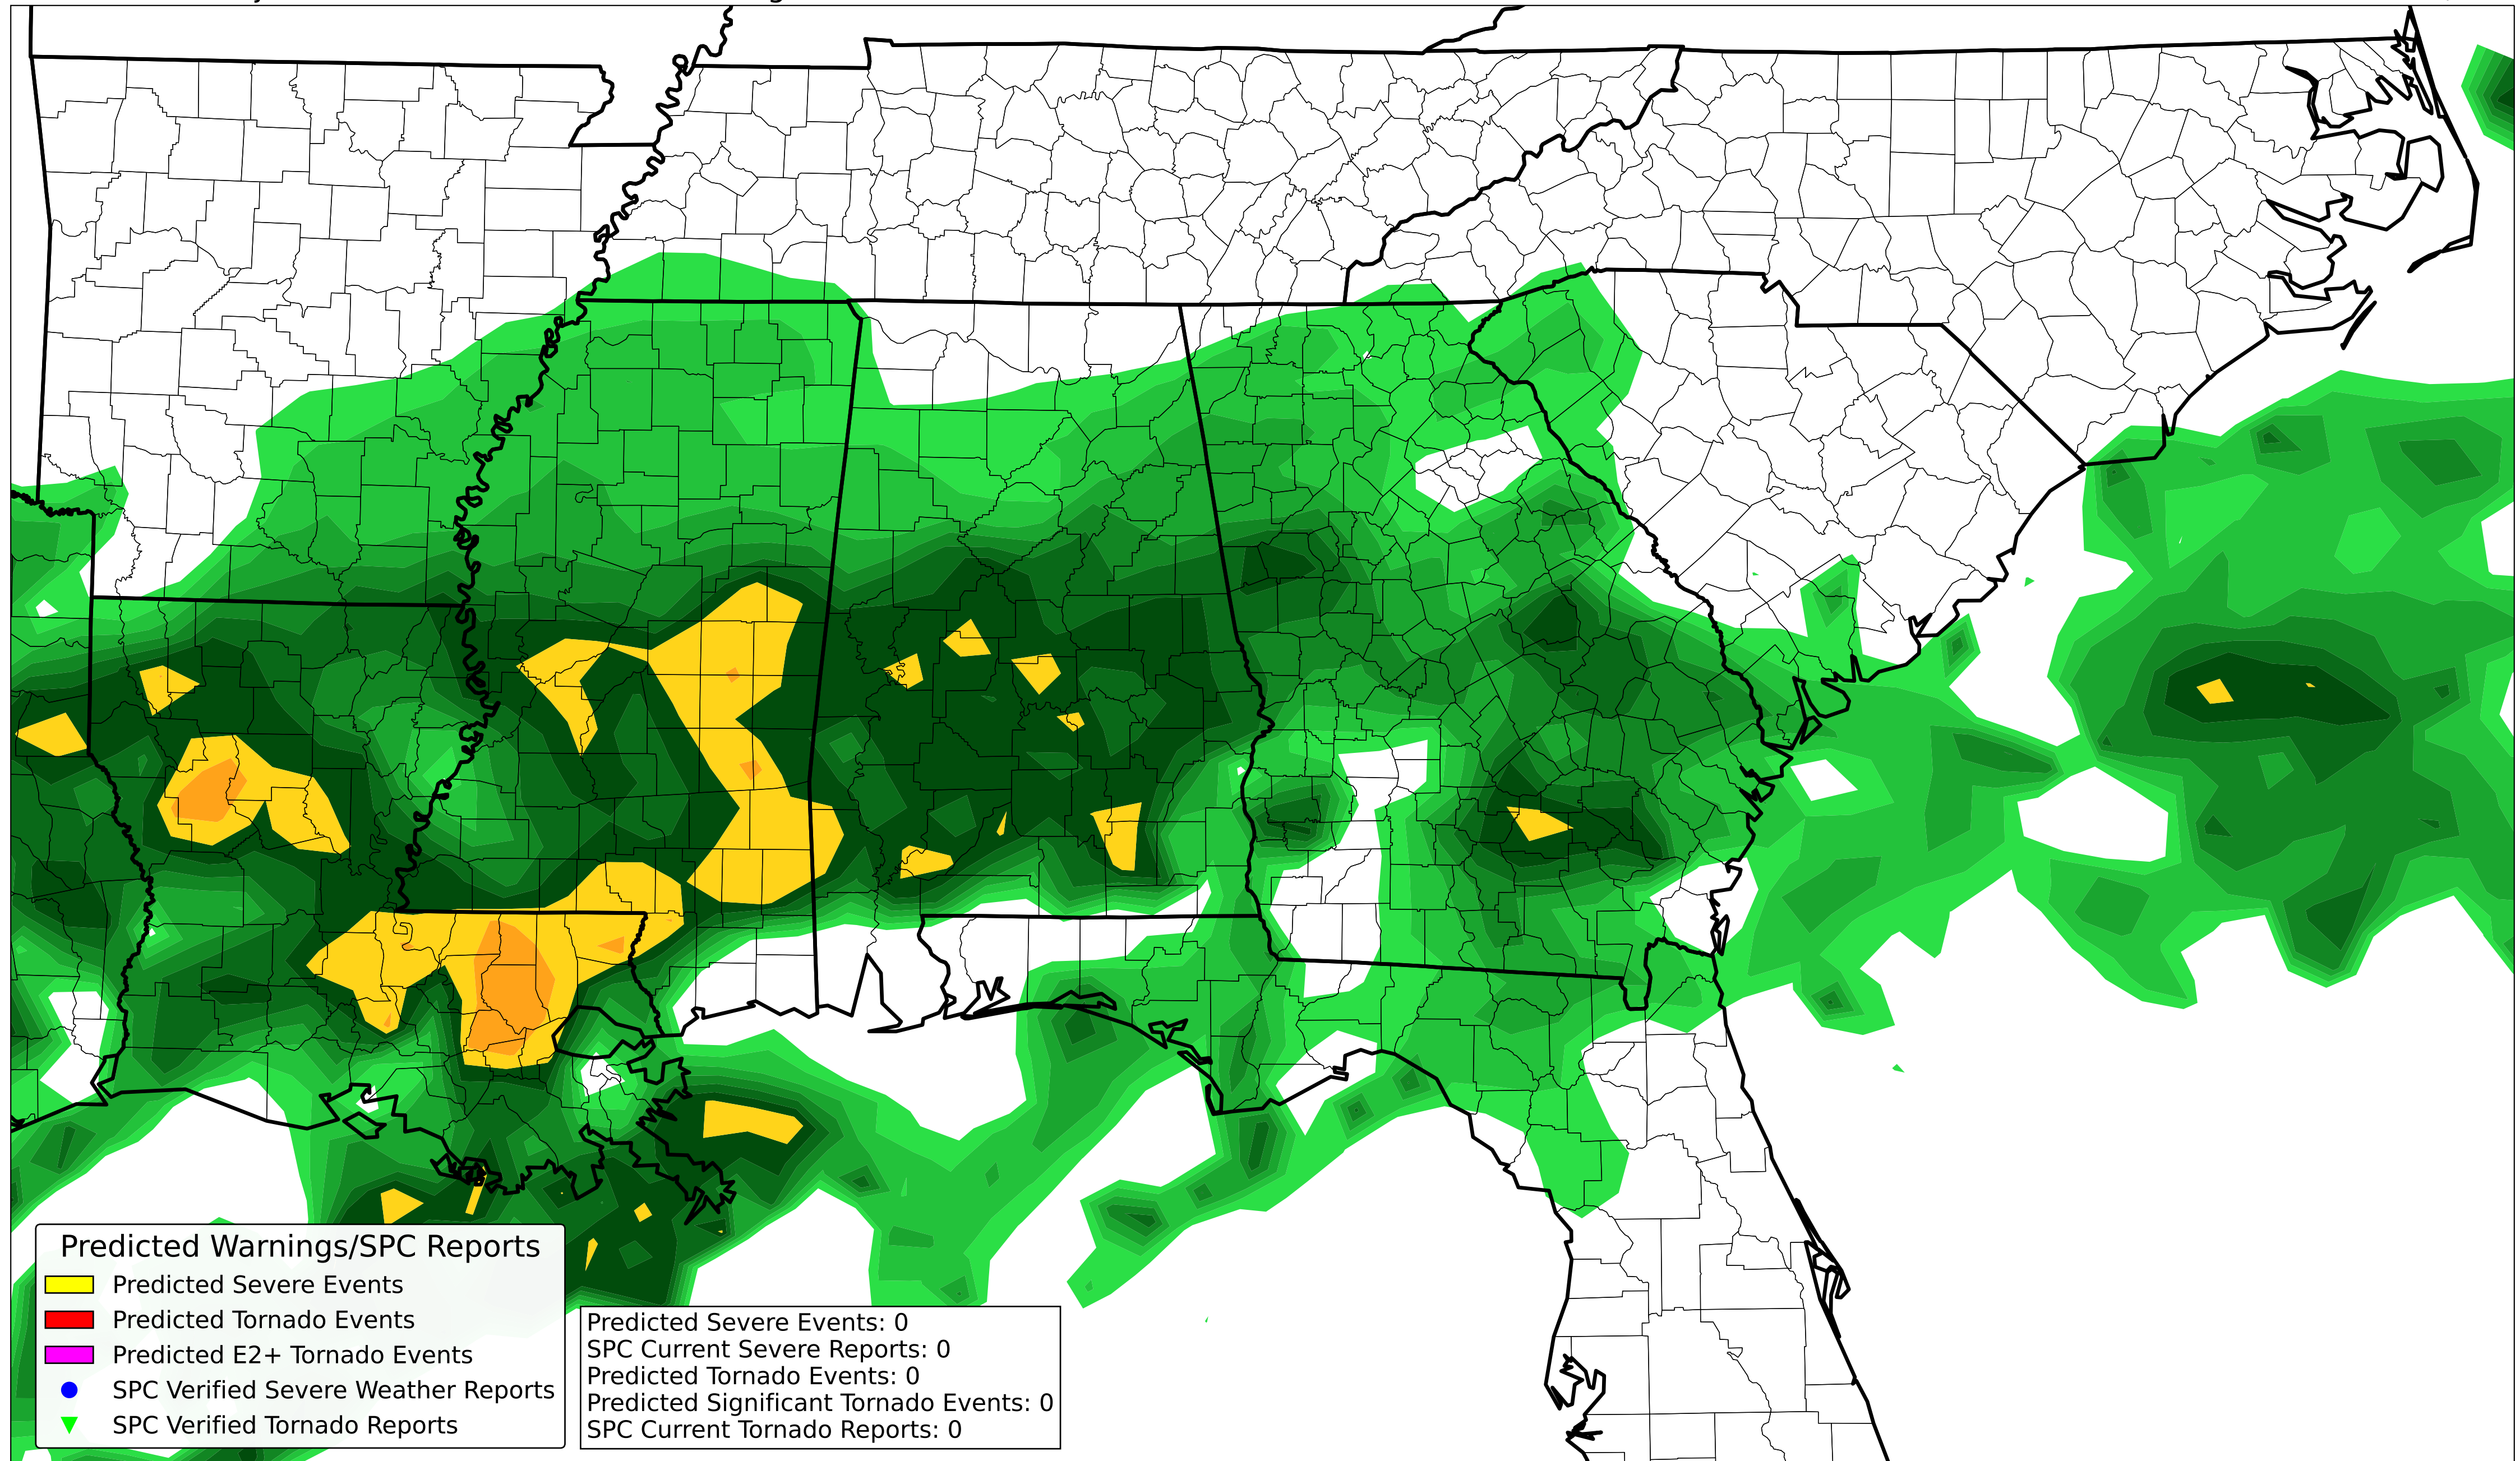 Predicted Warnings/SPC Reports
Predicted Severe Events
Predicted Tornado Events
Predicted E2+ Tornado Events
SPC Verified Severe Weather Reports
SPC Verified Tornado Reports
Predicted Severe Events: 0
SPC Current Severe Reports: 0
Predicted Tornado Events: 0
Predicted Significant Tornado Events: 0
SPC Current Tornado Reports: 0